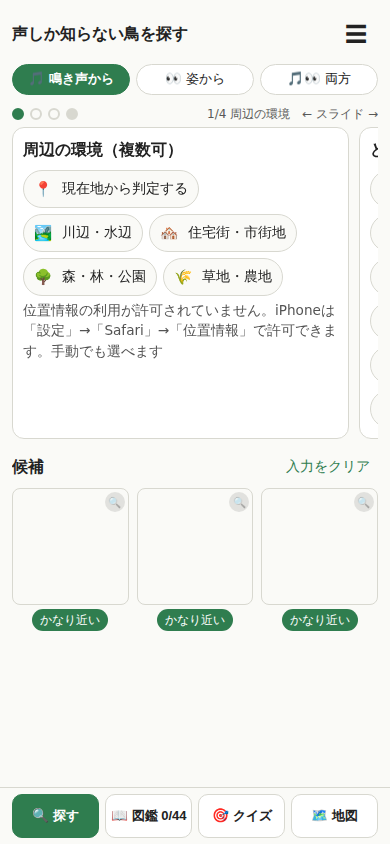 声しか知らない鳥を探す
鳴き声から
姿から
両方
1/4 周辺の環境 ← スライド →
周辺の環境（複数可）
現在地から判定する
川辺・水辺
住宅街・市街地
森・林・公園
草地・農地
位置情報の利用が許可されていません。iPhoneは
「設定」→「Safari」→「位置情報」で許可できま
す。手動でも選べます
候補
入力をクリア
かなり近い
かなり近い
かなり近い
探す
図鑑 0/44
クイズ
地図